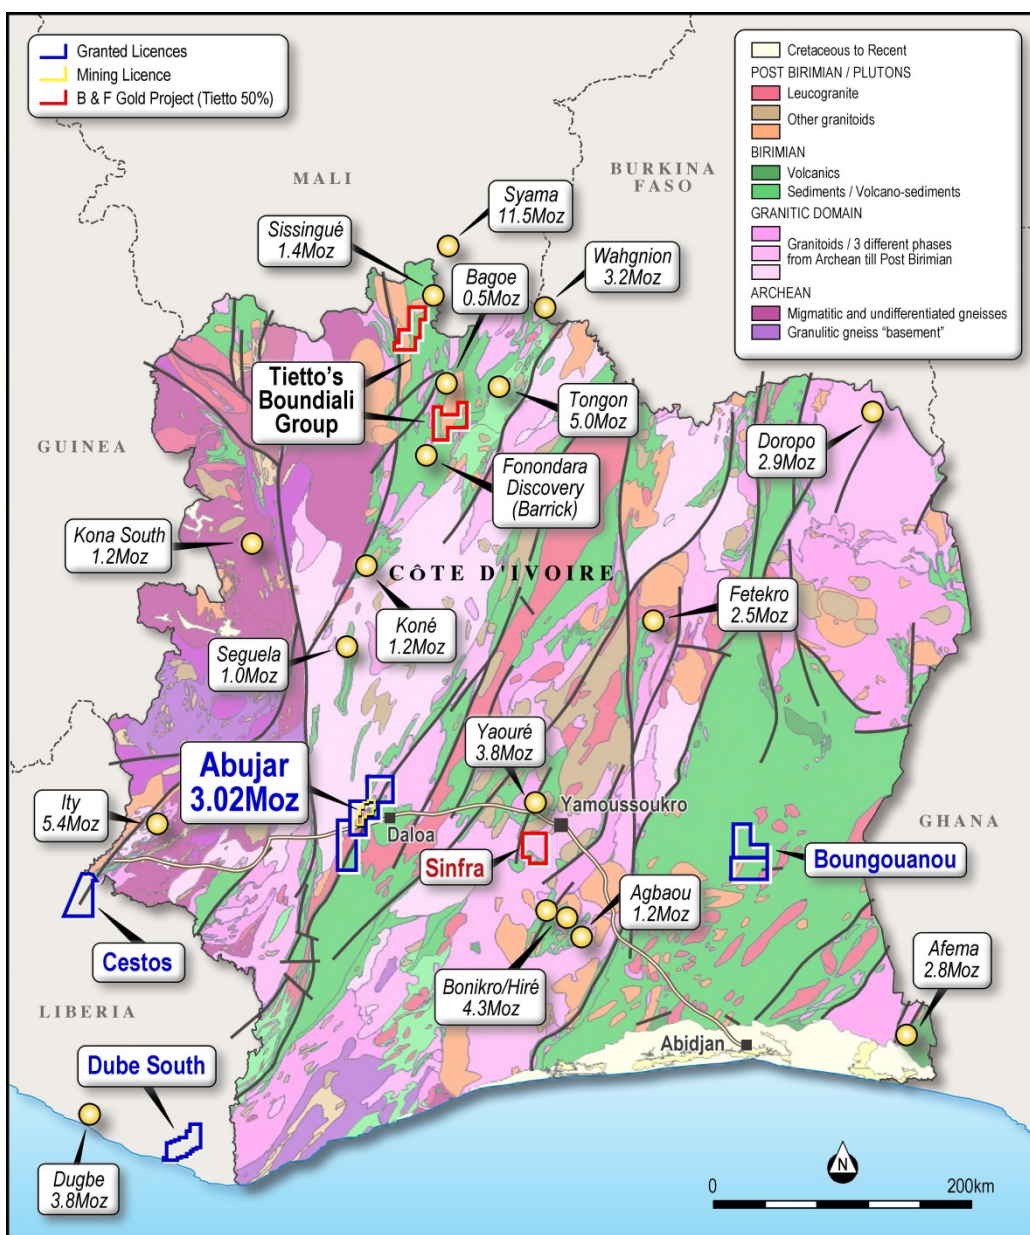 Granted Licences
Mining Licence
B & F Gold Project (Tietto 50%)
Cretaceous to Recent
POST BIRIMIAN / PLUTONS
Leucogranite
Other granitoids
BIRIMIAN
Volcanics
Sediments / Volcano-sediments
GRANITIC DOMAIN
Granitoids / 3 different phases
from Archean till Post Birimian
ARCHEAN
Migmatitic and undifferentiated gneisses
Granulitic gneiss “basement”
MALI
BURKINA
FASO
Syama
11.5Moz
Sissingué
1.4Moz
Wahgnion
3.2Moz
Bagoe
0.5Moz
Tietto’s
Boundiali
Group
Tongon
5.0Moz
Doropo
2.9Moz
GUINEA
Fonondara
Discovery
(Barrick)
Kona South
1.2Moz
CÔTE D'IVOIRE
Koné
1.2Moz
Fetekro
2.5Moz
Seguela
1.0Moz
Yaouré
3.8Moz
Abujar
3.02Moz
Ity
5.4Moz
Yamoussoukro
Daloa
GHANA
Sinfra
Boungouanou
Agbaou
1.2Moz
Cestos
Afema
2.8Moz
Bonikro/Hiré
4.3Moz
LIBERIA
Abidjan
Dube South
Dugbe
3.8Moz
N
0 200km